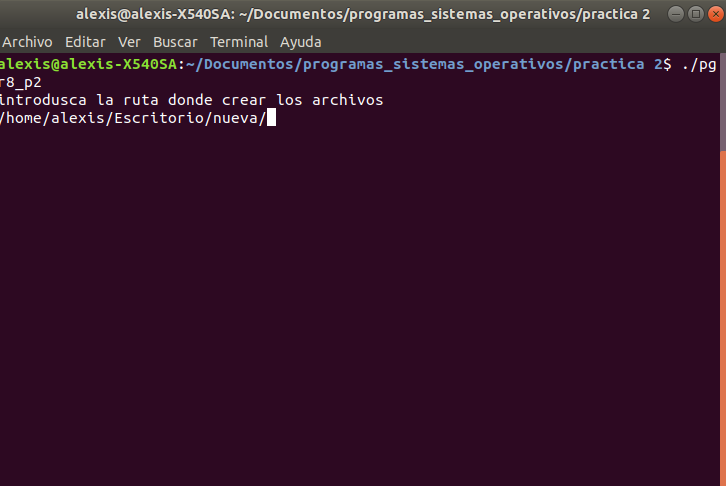 alexis@alexis-X540SA: ~/Documentos/programas_sistemas_operativos/practica 2
Archivo Editar Ver Buscar Terminal Ayuda
alexis@alexis-X540SA:~/Documentos/programas_sistemas_operativos/practica 2$ ./pg
r8_p2
introdusca la ruta donde crear los archivos
/home/alexis/Escritorio/nueva/